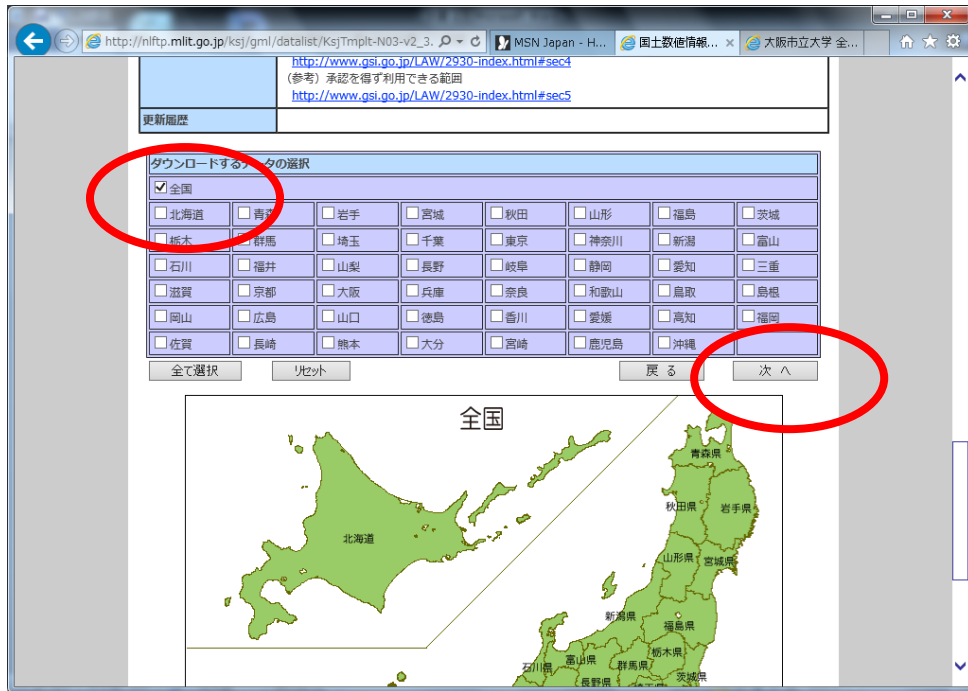 http://nlftp.mlit.go.jp/ksj/gml/datalist/KsjTmplt-N03-v2_3.
MSN Japan - H...
国土数値情報...
大阪市立大学 全...
http://www.gsi.go.jp/LAW/2930-index.html#sec4
(参考) 承認を得ず利用できる範囲
http://www.gsi.go.jp/LAW/2930-index.html#sec5
更新履歴
ダウンロードするデータの選択
全国
北海道 青森 岩手 宮城 秋田 山形 福島 茨城
栃木 群馬 埼玉 千葉 東京 神奈川 新潟 富山
石川 福井 山梨 長野 岐阜 静岡 愛知 三重
滋賀 京都 大阪 兵庫 奈良 和歌山 鳥取 島根
岡山 広島 山口 徳島 香川 愛媛 高知 福岡
佐賀 長崎 熊本 大分 宮崎 鹿児島 沖縄
全て選択 リセット 戻る 次へ
全国
青森県
秋田県 岩手県
北海道
山形県 宮城県
新潟県
福島県
栃木県
石川県 富山県 群馬県
茨城県
長野県